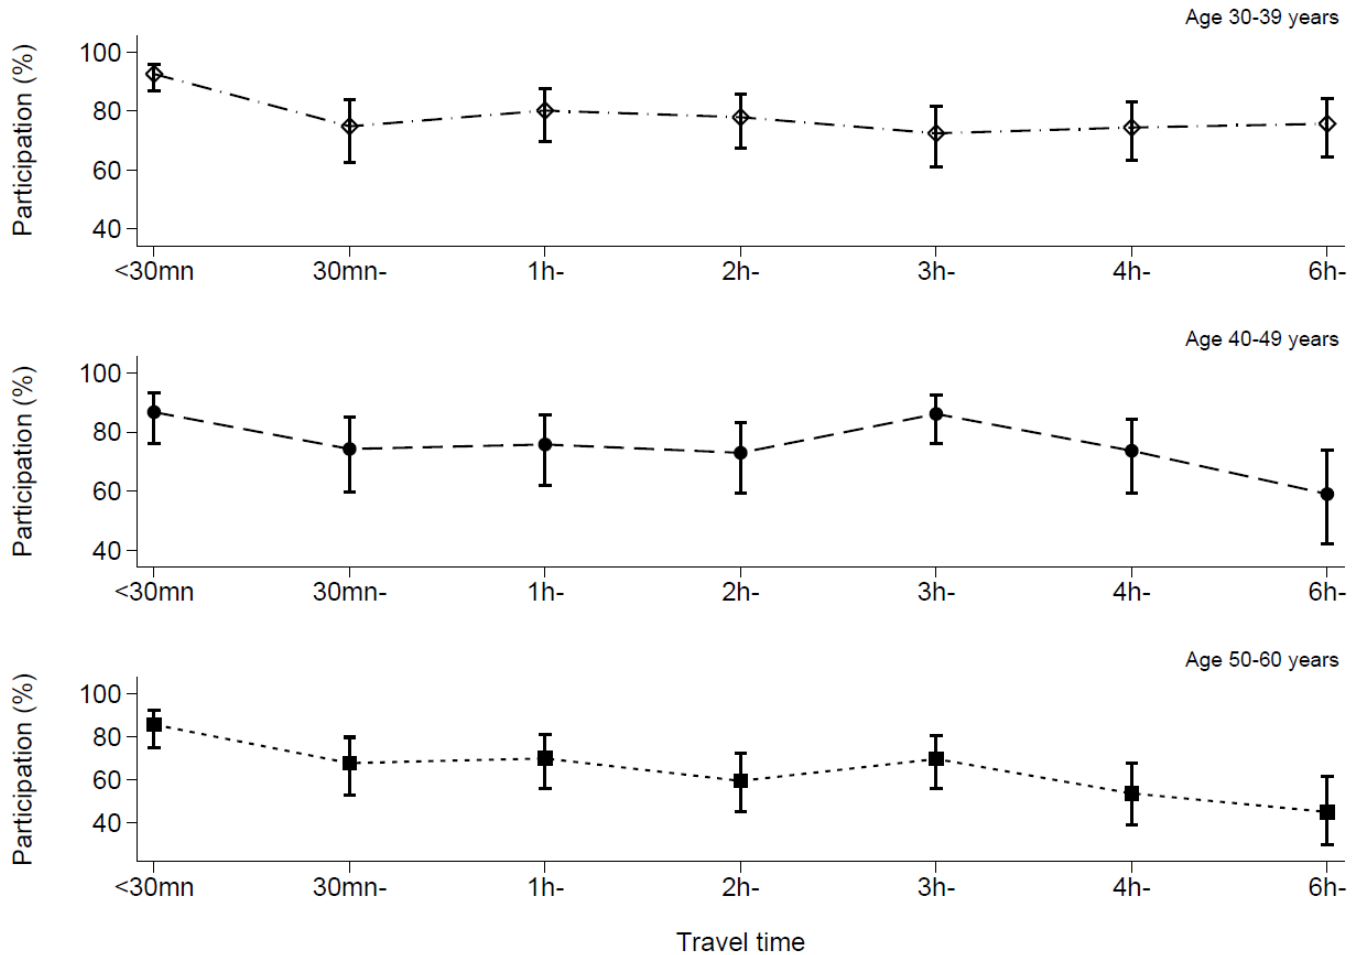 Age 30-39 years
Participation (%)
100
80
60
40
<30mn 30mn- 1h- 2h- 3h- 4h- 6h-
Age 40-49 years
Participation (%)
100
80
60
40
<30mn 30mn- 1h- 2h- 3h- 4h- 6h-
Age 50-60 years
Participation (%)
100
80
60
40
<30mn 30mn- 1h- 2h- 3h- 4h- 6h-
Travel time